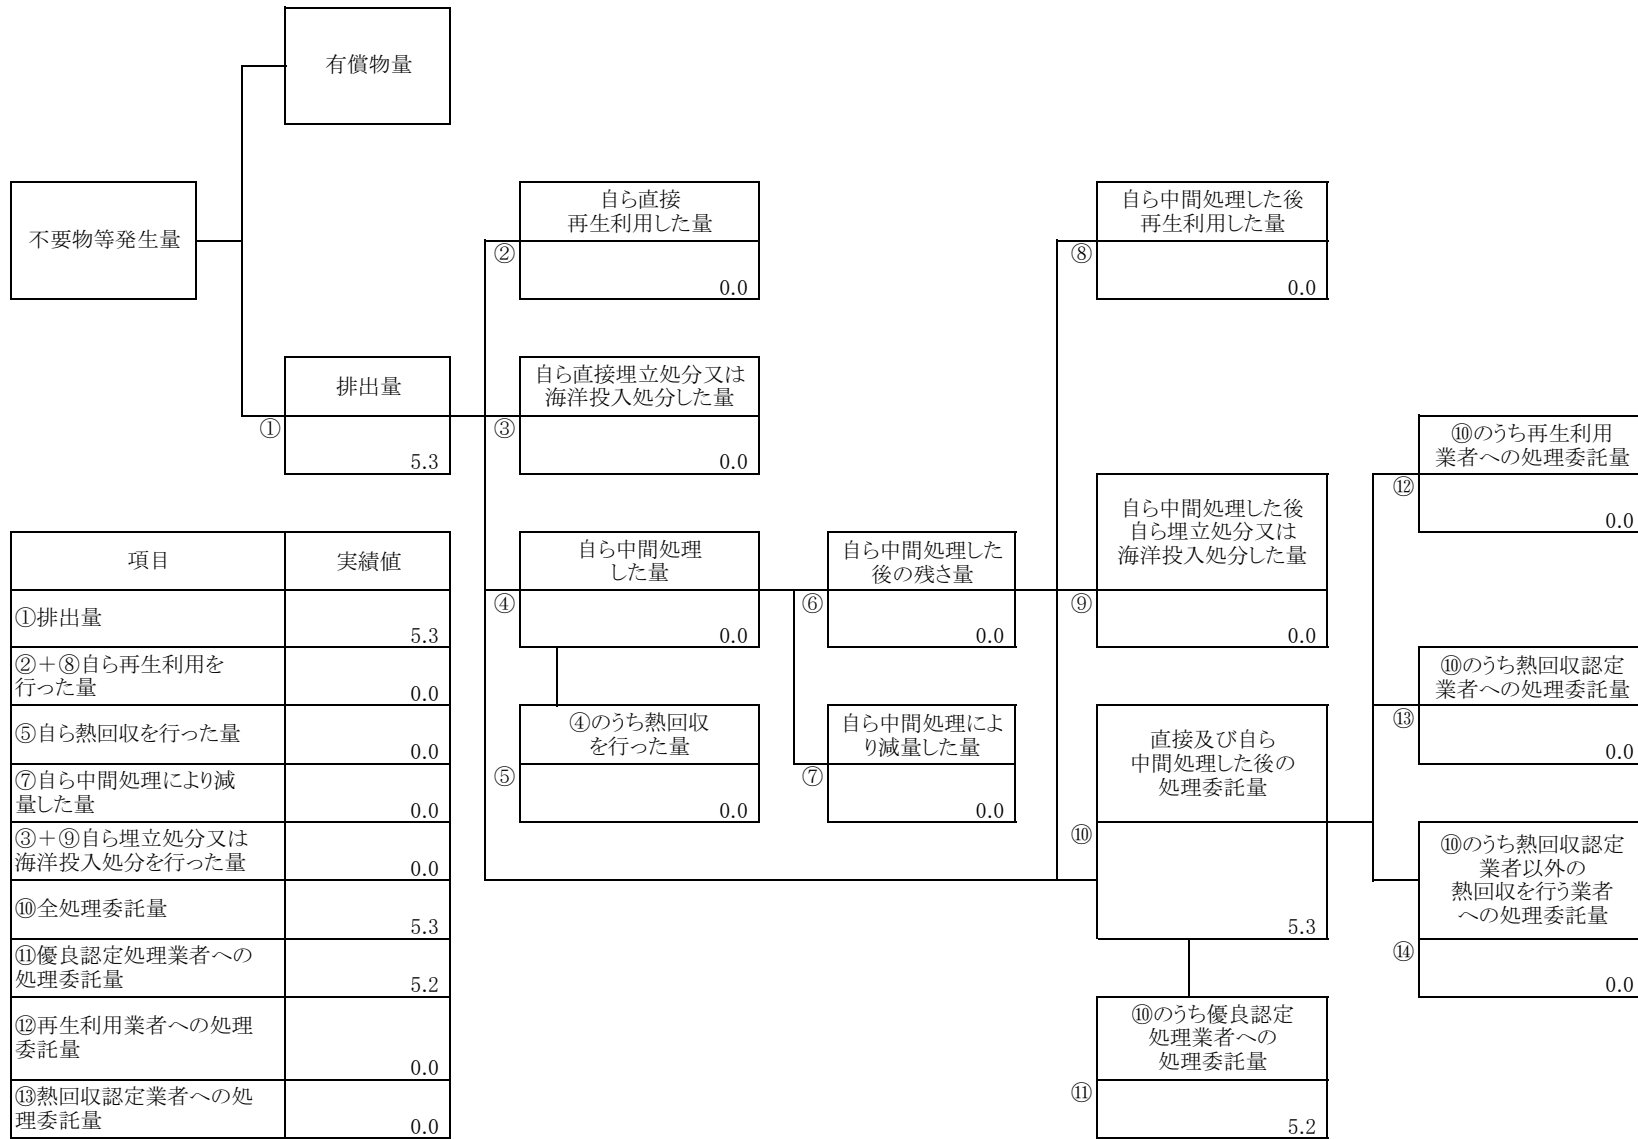 有償物量
不要物等発生量
自ら直接
再生利用した量
②
0.0
自ら中間処理した後
再生利用した量
⑧
0.0
排出量
①
5.3
自ら直接埋立処分又は
海洋投入処分した量
③
0.0
⑩のうち再生利用
業者への処理委託量
⑫
0.0
自ら中間処理
した量
④
0.0
自ら中間処理した
後の残さ量
⑥
0.0
自ら中間処理した後
自ら埋立処分又は
海洋投入処分した量
⑨
0.0
⑩のうち熱回収認定
業者への処理委託量
⑬
0.0
④のうち熱回収
を行った量
⑤
0.0
自ら中間処理によ
り減量した量
⑦
0.0
直接及び自ら
中間処理した後の
処理委託量
⑩
5.3
⑩のうち熱回収認定
業者以外の
熱回収を行う業者
への処理委託量
⑭
0.0
⑩のうち優良認定
処理業者への
処理委託量
⑪
5.2
項目 実績値
①排出量
5.3
②＋⑧自ら再生利用を
行った量
0.0
⑤自ら熱回収を行った量
0.0
⑦自ら中間処理により減
量した量
0.0
③＋⑨自ら埋立処分又は
海洋投入処分を行った量
0.0
⑩全処理委託量
5.3
⑪優良認定処理業者への
処理委託量
5.2
⑫再生利用業者への処理
委託量
0.0
⑬熱回収認定業者への処
理委託量
0.0